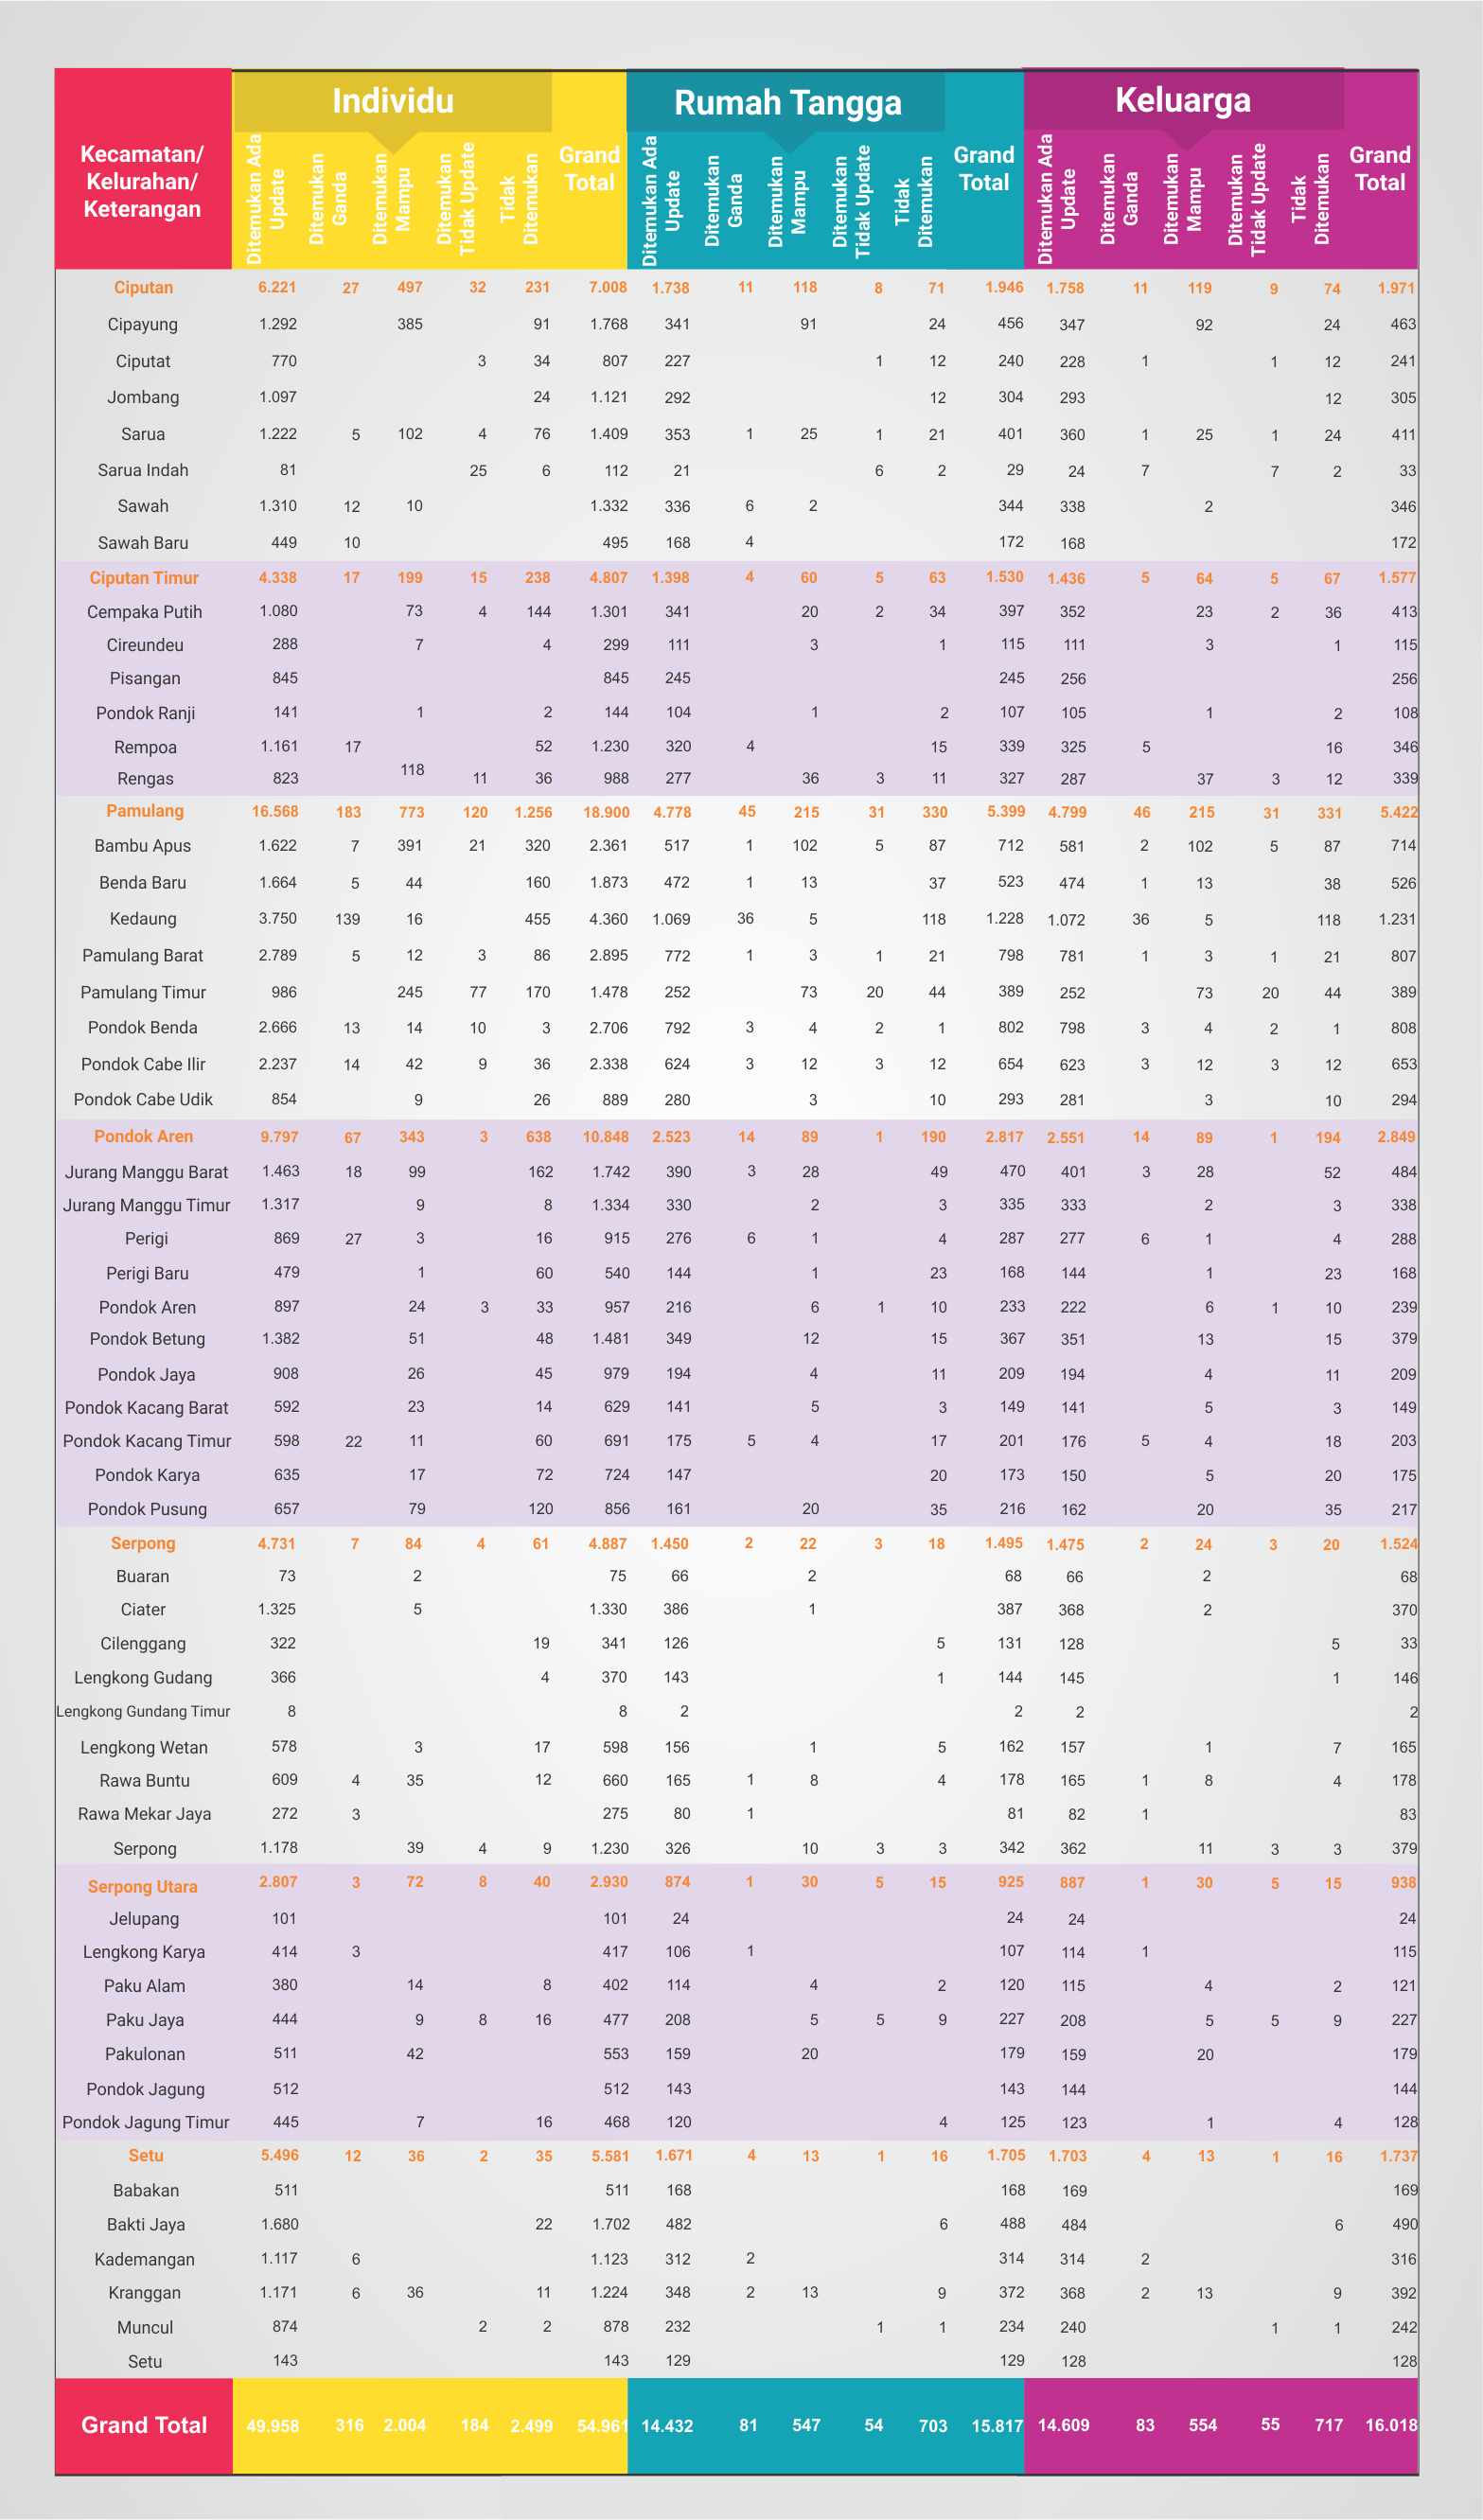 Individu Rumah Tangga Keluarga
Kecamatan/
Kelurahan/
Keterangan
Ditemukan Ada Update
Ditemukan Ganda
Ditemukan Mampu
Ditemukan Tidak Update
Tidak Ditemukan
Grand Total
Ditemukan Ada Update
Ditemukan Ganda
Ditemukan Mampu
Ditemukan Tidak Update
Tidak Ditemukan
Grand Total
Ditemukan Ada Update
Ditemukan Ganda
Ditemukan Mampu
Ditemukan Tidak Update
Tidak Ditemukan
Grand Total
Ciputan 6.221 27 497 32 231 7.008 1.738 11 118 8 71 1.946 1.758 11 119 9 74 1.971
Cipayung 1.292 385 91 1.768 341 91 24 456 347 92 24 463
Ciputat 770 3 34 807 227 1 12 240 228 1 1 12 241
Jombang 1.097 24 1.121 292 12 304 293 12 305
Sarua 1.222 5 102 4 76 1.409 353 1 25 1 21 401 360 1 25 1 24 411
Sarua Indah 81 25 6 112 21 6 2 29 24 7 7 2 33
Sawah 1.310 12 10 1.332 336 6 2 344 338 2 346
Sawah Baru 449 10 495 168 4 172 168 172
Ciputan Timur 4.338 17 199 15 238 4.807 1.398 4 60 5 63 1.530 1.436 5 64 5 67 1.577
Cempaka Putih 1.080 73 4 144 1.301 341 20 2 34 397 352 23 2 36 413
Cireundeu 288 7 4 299 111 3 1 115 111 3 1 115
Pisangan 845 845 245 245 256 256
Pondok Ranji 141 1 2 144 104 1 2 107 105 1 2 108
Rempoa 1.161 17 52 1.230 320 4 15 339 325 5 16 346
Rengas 823 118 11 36 988 277 36 3 11 327 287 37 3 12 339
Pamulang 16.568 183 773 120 1.256 18.900 4.778 45 215 31 330 5.399 4.799 46 215 31 331 5.422
Bambu Apus 1.622 7 391 21 320 2.361 517 1 102 5 87 712 581 2 102 5 87 714
Benda Baru 1.664 5 44 160 1.873 472 1 13 37 523 474 1 13 38 526
Kedaung 3.750 139 16 455 4.360 1.069 36 5 118 1.228 1.072 36 5 118 1.231
Pamulang Barat 2.789 5 12 3 86 2.895 772 1 3 1 21 798 781 1 3 1 21 807
Pamulang Timur 986 245 77 170 1.478 252 73 20 44 389 252 73 20 44 389
Pondok Benda 2.666 13 14 10 3 2.706 792 3 4 2 1 802 798 3 4 2 1 808
Pondok Cabe Ilir 2.237 14 42 9 36 2.338 624 3 12 3 12 654 623 3 12 3 12 653
Pondok Cabe Udik 854 9 26 889 280 3 10 293 281 3 10 294
Pondok Aren 9.797 67 343 3 638 10.848 2.523 14 89 1 190 2.817 2.551 14 89 1 194 2.849
Jurang Manggu Barat 1.463 18 99 162 1.742 390 3 28 49 470 401 3 28 52 484
Jurang Manggu Timur 1.317 9 8 1.334 330 2 3 335 333 2 3 338
Perigi 869 27 3 16 915 276 6 1 4 287 277 6 1 4 288
Perigi Baru 479 1 60 540 144 1 23 168 144 1 23 168
Pondok Aren 897 24 3 33 957 216 6 1 10 233 222 6 1 10 239
Pondok Betung 1.382 51 48 1.481 349 12 15 367 351 13 15 379
Pondok Jaya 908 26 45 979 194 4 11 209 194 4 11 209
Pondok Kacang Barat 592 23 14 629 141 5 3 149 141 5 3 149
Pondok Kacang Timur 598 22 11 60 691 175 5 4 17 201 176 5 4 18 203
Pondok Karya 635 17 72 724 147 20 173 150 5 20 175
Pondok Pusung 657 79 120 856 161 20 35 216 162 20 35 217
Serpong 4.731 7 84 4 61 4.887 1.450 2 22 3 18 1.495 1.475 2 24 3 20 1.524
Buaran 73 2 75 66 2 68 66 2 68
Ciater 1.325 5 1.330 386 1 387 368 2 370
Cilenggang 322 19 341 126 5 131 128 5 33
Lengkong Gudang 366 4 370 143 1 144 145 1 146
Lengkong Gundang Timur 8 8 2 2 2 2
Lengkong Wetan 578 3 17 598 156 1 5 162 157 1 7 165
Rawa Buntu 609 4 35 12 660 165 1 8 4 178 165 1 8 4 178
Rawa Mekar Jaya 272 3 275 80 1 81 82 1 83
Serpong 1.178 39 4 9 1.230 326 10 3 3 342 362 11 3 3 379
Serpong Utara 2.807 3 72 8 40 2.930 874 1 30 5 15 925 887 1 30 5 15 938
Jelupang 101 101 24 24 24 24
Lengkong Karya 414 3 417 106 1 107 114 1 115
Paku Alam 380 14 8 402 114 4 2 120 115 4 2 121
Paku Jaya 444 9 8 16 477 208 5 5 9 227 208 5 5 9 227
Pakulonan 511 42 553 159 20 179 159 20 179
Pondok Jagung 512 512 143 143 144 144
Pondok Jagung Timur 445 7 16 468 120 4 125 123 1 4 128
Setu 5.496 12 36 2 35 5.581 1.671 4 13 1 16 1.705 1.703 4 13 1 16 1.737
Babakan 511 511 168 168 169 169
Bakti Jaya 1.680 22 1.702 482 6 488 484 6 490
Kademangan 1.117 6 1.123 312 2 314 314 2 316
Kranggan 1.171 6 36 11 1.224 348 2 13 9 372 368 2 13 9 392
Muncul 874 2 2 878 232 1 1 234 240 1 1 242
Setu 143 143 129 129 128 128
Grand Total 49.958 316 2.004 184 2.499 54.961 14.432 81 547 54 703 15.817 14.609 83 554 55 717 16.018